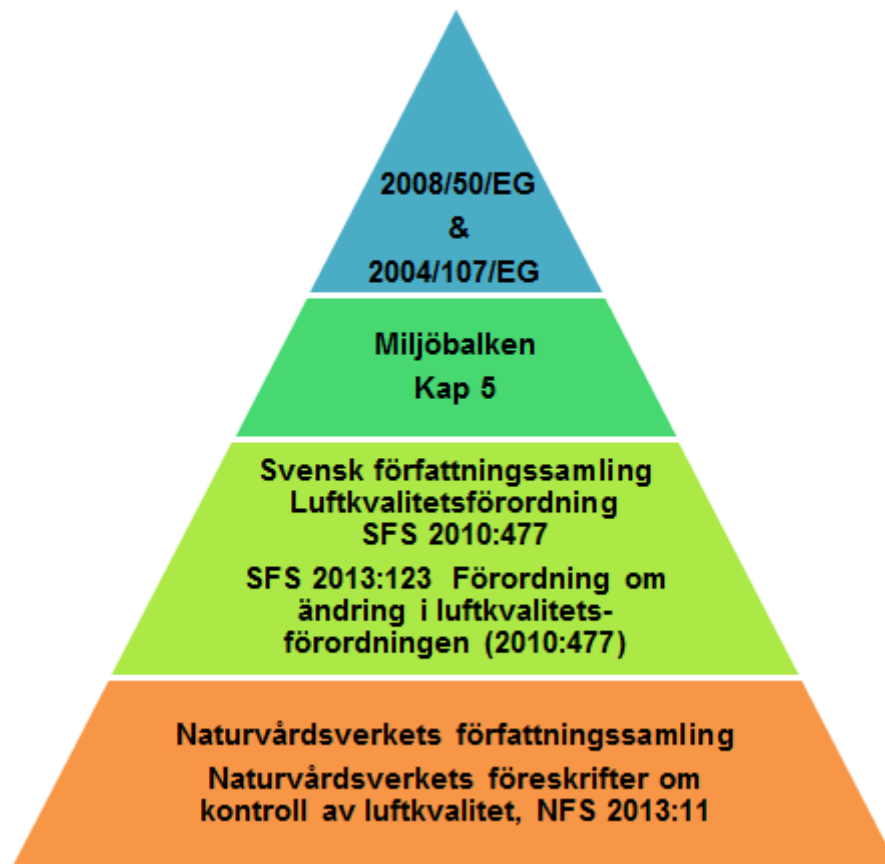 2008/50/EG
&
2004/107/EG
Miljöbalken
Kap 5
Svensk författningssamling
Luftkvalitetsförordning
SFS 2010:477
SFS 2013:123 Förordning om
ändring i luftkvalitets-
förordningen (2010:477)
Naturvårdsverkets författningssamling
Naturvårdsverkets föreskrifter om
kontroll av luftkvalitet, NFS 2013:11